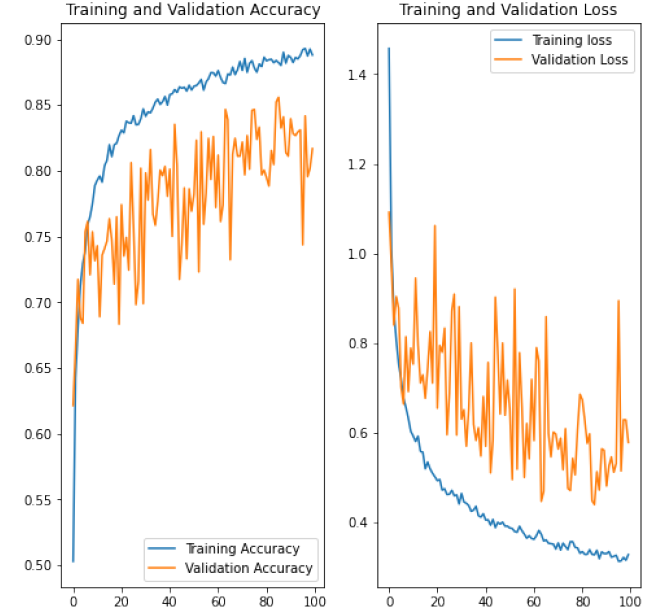 Training and Validation Accuracy
0.90
0.85
0.80
0.75
0.70
0.65
0.60
0.55
0.50
Training Accuracy
Validation Accuracy
0 20 40 60 80 100
Training and Validation Loss
Training loss
Validation Loss
1.4
1.2
1.0
0.8
0.6
0.4
0 20 40 60 80 100